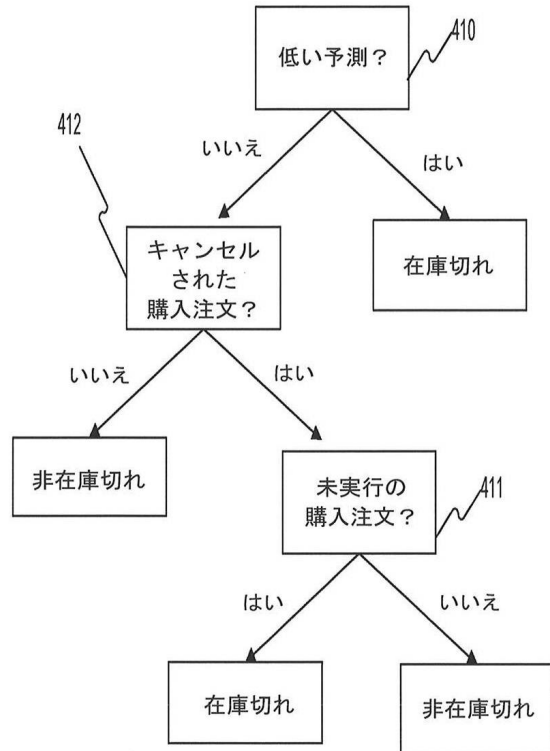 低い予測？
410
412
いいえ
はい
キャンセル
された
購入注文？
在庫切れ
いいえ
はい
非在庫切れ
未実行の
購入注文？
411
はい
いいえ
在庫切れ
非在庫切れ